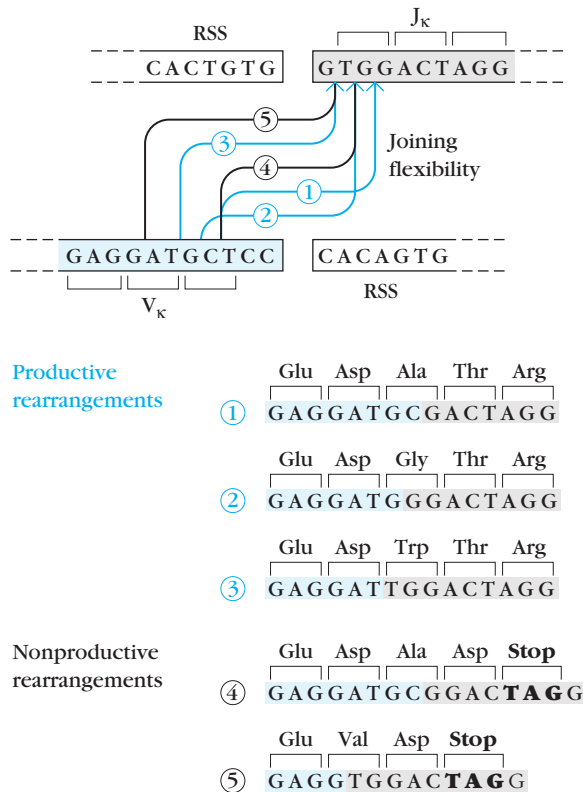 Jκ
RSS
CACTGTG GTGGACTAGG
⑤
③
④
①
②
Joining
flexibility
GAGGATGCTCC CACAGTG
Vκ
RSS
Productive
rearrangements
Glu Asp Ala Thr Arg
① GAGGATGCGACTAGG
Glu Asp Gly Thr Arg
② GAGGATGGGACTAGG
Glu Asp Trp Thr Arg
③ GAGGATTGGACTAGG
Nonproductive
rearrangements
Glu Asp Ala Asp Stop
④ GAGGATGCGGACTAGG
Glu Val Asp Stop
⑤ GAGGTGGACTAGG